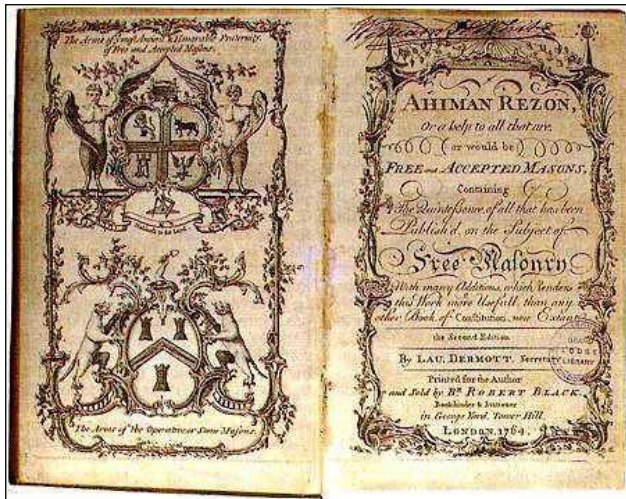 The Arms of ye most Ancient & Honorable Fraternity,
of Free and Accepted Masons.
The Arms of the Operative or Stone Masons.
AHIMAN REZON,
Or a help to all that are,
or would be
FREE and ACCEPTED MASONS,
Containing
The Quintessence of all that has been
Publish'd on the Subject of
Free Masonry
With many Additions, which Renders
this Work more Usefull, than any
other Book of Constitution, now Extant.
the Second Edition
By LAU. DERMOTT. Secretary
LODGE
LIBRARY
Printed for the Author
and Sold by Br. ROBERT BLACK
Bookbinder & Stationer
in George Yard, Tower Hill,
LONDON, 1764.